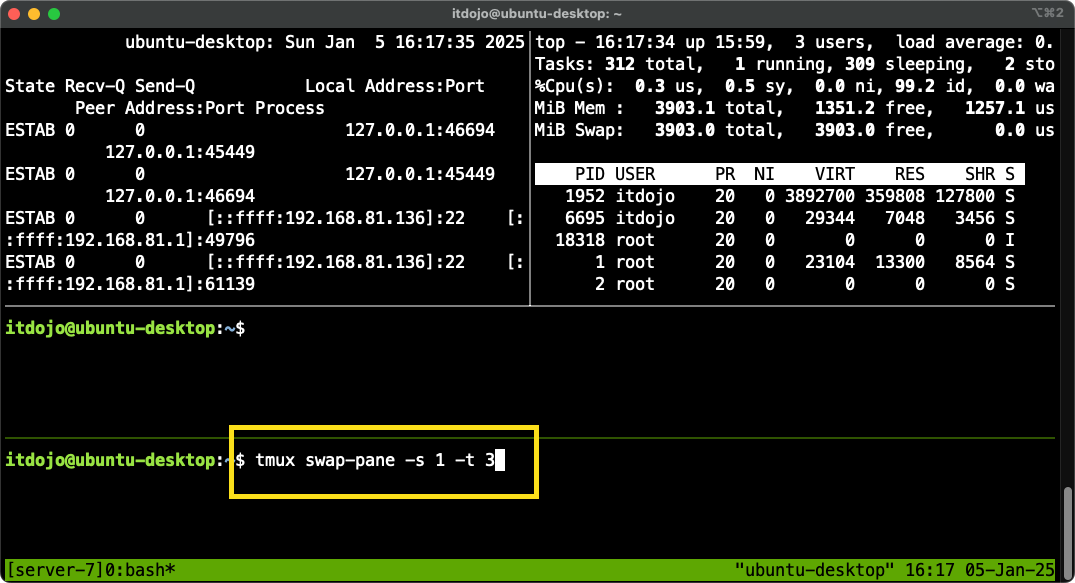 itdojo@ubuntu-desktop: ~
⌥⌘2
ubuntu-desktop: Sun Jan  5 16:17:35 2025
State Recv-Q Send-Q           Local Address:Port
       Peer Address:Port Process
ESTAB 0      0                    127.0.0.1:46694
          127.0.0.1:45449
ESTAB 0      0                    127.0.0.1:45449
          127.0.0.1:46694
ESTAB 0      0      [::ffff:192.168.81.136]:22    [:
:ffff:192.168.81.1]:49796
ESTAB 0      0      [::ffff:192.168.81.136]:22    [:
:ffff:192.168.81.1]:61139
top - 16:17:34 up 15:59,  3 users,  load average: 0.
Tasks: 312 total,   1 running, 309 sleeping,   2 sto
%Cpu(s):  0.3 us,  0.5 sy,  0.0 ni, 99.2 id,  0.0 wa
MiB Mem :   3903.1 total,   1351.2 free,   1257.1 us
MiB Swap:   3903.0 total,   3903.0 free,      0.0 us
    PID USER      PR  NI    VIRT    RES    SHR S
   1952 itdojo    20   0 3892700 359808 127800 S
   6695 itdojo    20   0   29344   7048   3456 S
  18318 root      20   0       0      0      0 I
      1 root      20   0   23104  13300   8564 S
      2 root      20   0       0      0      0 S
itdojo@ubuntu-desktop:~$
itdojo@ubuntu-desktop:~$ tmux swap-pane -s 1 -t 3
[server-7]0:bash*
"ubuntu-desktop" 16:17 05-Jan-25